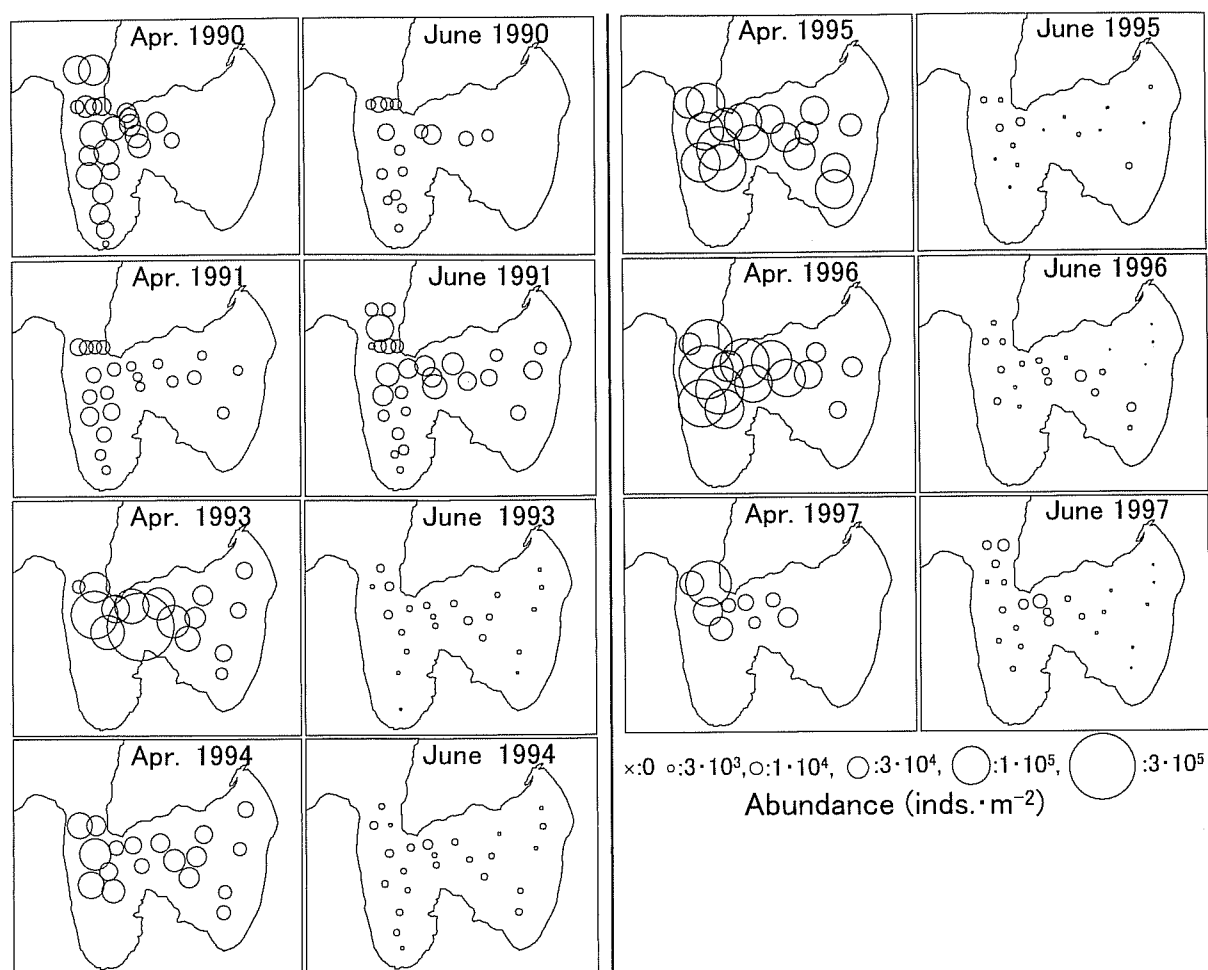 Apr. 1990
June 1990
Apr. 1991
June 1991
Apr. 1993
June 1993
Apr. 1994
June 1994
Apr. 1995
June 1995
Apr. 1996
June 1996
Apr. 1997
June 1997
×:0 ○:3·10³, ○:1·10⁴, ○:3·10⁴, ○:1·10⁵, ○:3·10⁵
Abundance (inds.·m⁻²)